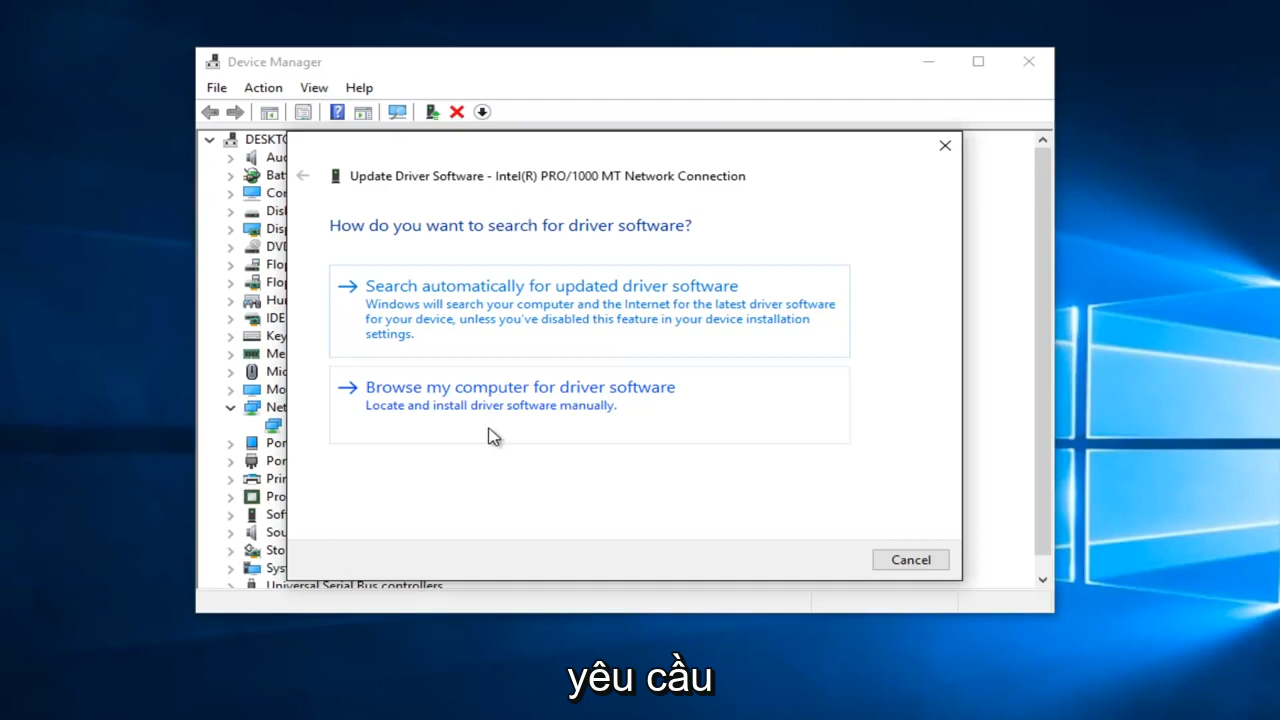 Device Manager
File Action View Help
DESKTO
Update Driver Software - Intel(R) PRO/1000 MT Network Connection
How do you want to search for driver software?
Search automatically for updated driver software
Windows will search your computer and the Internet for the latest driver software
for your device, unless you've disabled this feature in your device installation
settings.
Browse my computer for driver software
Locate and install driver software manually.
Cancel
Aud
Bat
Cor
Disl
Disp
DVD
Flop
Flop
Hur
IDE
Key
Me
Mic
Mo
Net
Por
Por
Prin
Pro
Sof
Sou
Sto
Sys
Universal Serial Bus controllers
yêu cầu